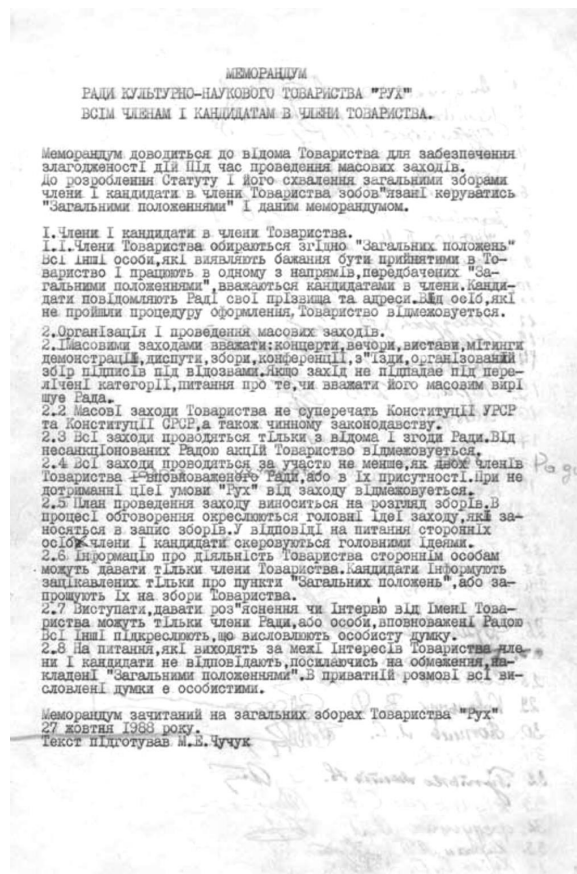 МЕМОРАНДУМ
РАДИ КУЛЬТУРНО-НАУКОВОГО ТОВАРИСТВА "РУХ"
ВСІМ ЧЛЕНАМ І КАНДИДАТАМ В ЧЛЕНИ ТОВАРИСТВА.
Меморандум доводиться до відома Товариства для забезпечення
злагодженості дій під час проведення масових заходів.
До розроблення Статуту і його схвалення загальними зборами
члени і кандидати в члени Товариства зобов"язані керуватись
"Загальними положеннями" і даним меморандумом.
І.Члени і кандидати в члени Товариства.
І.І.Члени Товариства обираються згідно "Загальних положень"
Всі інші особи,які виявляють бажання бути прийнятими в То-
вариство і працюють в одному з напрямів,передбачених "За-
гальними положеннями",вважаються кандидатами в члени.Канди-
дати повідомляють Раді свої прізвища та адреси.Від осіб,які
не пройшли процедуру оформлення,Товариство відмежовується.
2.Організація і проведення масових заходів.
2.ІМасовими заходами вважати:концерти,вечори,вистави,мітинги
демонстрації,диспути,збори,конференції,з"їзди,організований
збір підписів під відозвами.Якщо захід не підпадає під пере-
лічені категорії,питання про те,чи вважати його масовим вирі
шує Рада.
2.2 Масові заходи Товариства не суперечать Конституції УРСР
та Конституції СРСР,а також чинному законодавству.
2.3 Всі заходи проводяться тільки з відома і згоди Ради.Від
несанкціонованих Радою акцій Товариство відмежовується.
2.4 Всі заходи проводиться за участю не менше,як двох членів
Товариства вповноваженого Ради,або в їх присутності.При не
дотриманні цієї умови "Рух" від заходу відмежовується.
2.5 План проведення заходу виноситься на розгляд зборів.В
процесі обговорення окреслюються головні ідеї заходу,які за-
носяться в запис зборів.У відповіді на питання сторонніх
осіб члени і кандидати скеровуються головними ідеями.
2.6 Інформацію про діяльність Товариства стороннім особам
можуть давати тільки члени Товариства.Кандидати інформують
зацікавлених тільки про пункти "Загальних положень",або за-
прошують їх на збори Товариства.
2.7 Виступати,давати роз"яснення чи інтервю від імені Това-
риства можуть тільки члени Ради,або особи,вповноважені Радою
Всі інші підкреслюють,що висловлюють особисту думку.
2.8 На питання,які виходять за межі інтересів Товариства чле
ни і кандидати не відповідають,посилаючись на обмеження,на-
кладені "Загальними положеннями".В приватній розмові всі ви-
словлені думки є особистими.
Меморандум зачитаний на загальних зборах Товариства "Рух"
27 жовтня 1988 року.
Текст підготував М.Е.Чучук